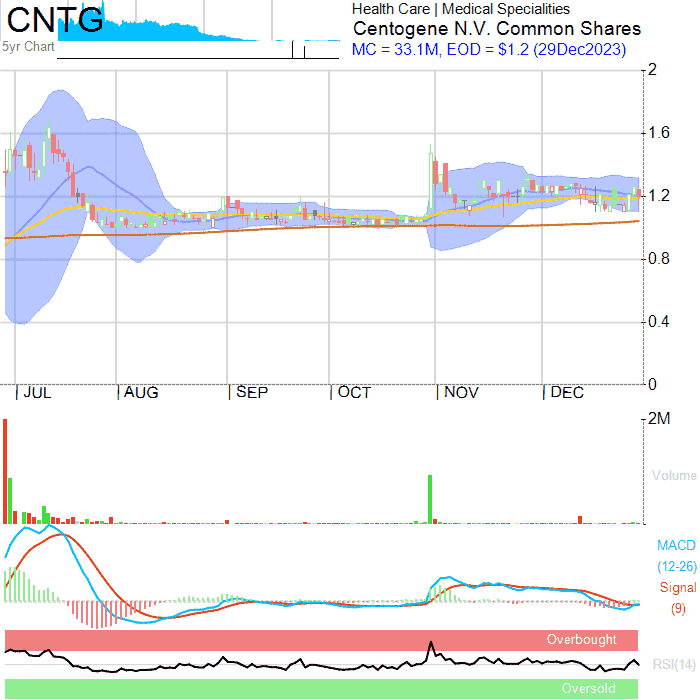 CNTG
5yr Chart
Health Care | Medical Specialities
Centogene N.V. Common Shares
MC = 33.1M, EOD = $1.2 (29Dec2023)
2
1.6
1.2
0.8
0.4
0
JUL
AUG
SEP
OCT
NOV
DEC
2M
Volume
MACD
(12-26)
Signal
(9)
Overbought
RSI(14)
Oversold